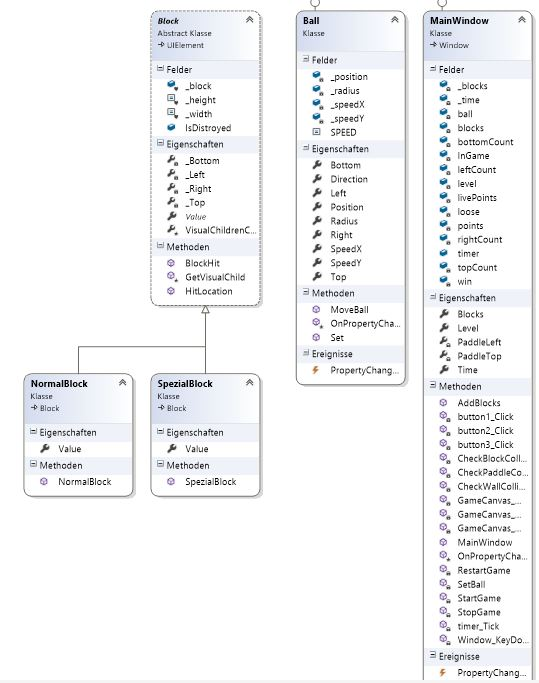 Block
Abstract Klasse
UIElement
Felder
_block
_height
_width
IsDistroyed
Eigenschaften
_Bottom
_Left
_Right
_Top
Value
VisualChildrenC...
Methoden
BlockHit
GetVisualChild
HitLocation
NormalBlock
Klasse
Block
Eigenschaften
Value
Methoden
NormalBlock
SpezialBlock
Klasse
Block
Eigenschaften
Value
Methoden
SpezialBlock
Ball
Klasse
Felder
_position
_radius
_speedX
_speedY
SPEED
Eigenschaften
Bottom
Direction
Left
Position
Radius
Right
SpeedX
SpeedY
Top
Methoden
MoveBall
OnPropertyCha...
Set
Ereignisse
PropertyChang...
MainWindow
Klasse
Window
Felder
_blocks
_time
ball
blocks
bottomCount
InGame
leftCount
level
livePoints
loose
points
rightCount
timer
topCount
win
Eigenschaften
Blocks
Level
PaddleLeft
PaddleTop
Time
Methoden
AddBlocks
button1_Click
button2_Click
button3_Click
CheckBlockColl...
CheckPaddleCo...
CheckWallColli...
GameCanvas_...
GameCanvas_...
GameCanvas_...
MainWindow
OnPropertyCha...
RestartGame
SetBall
StartGame
StopGame
timer_Tick
Window_KeyDo...
Ereignisse
PropertyChang...